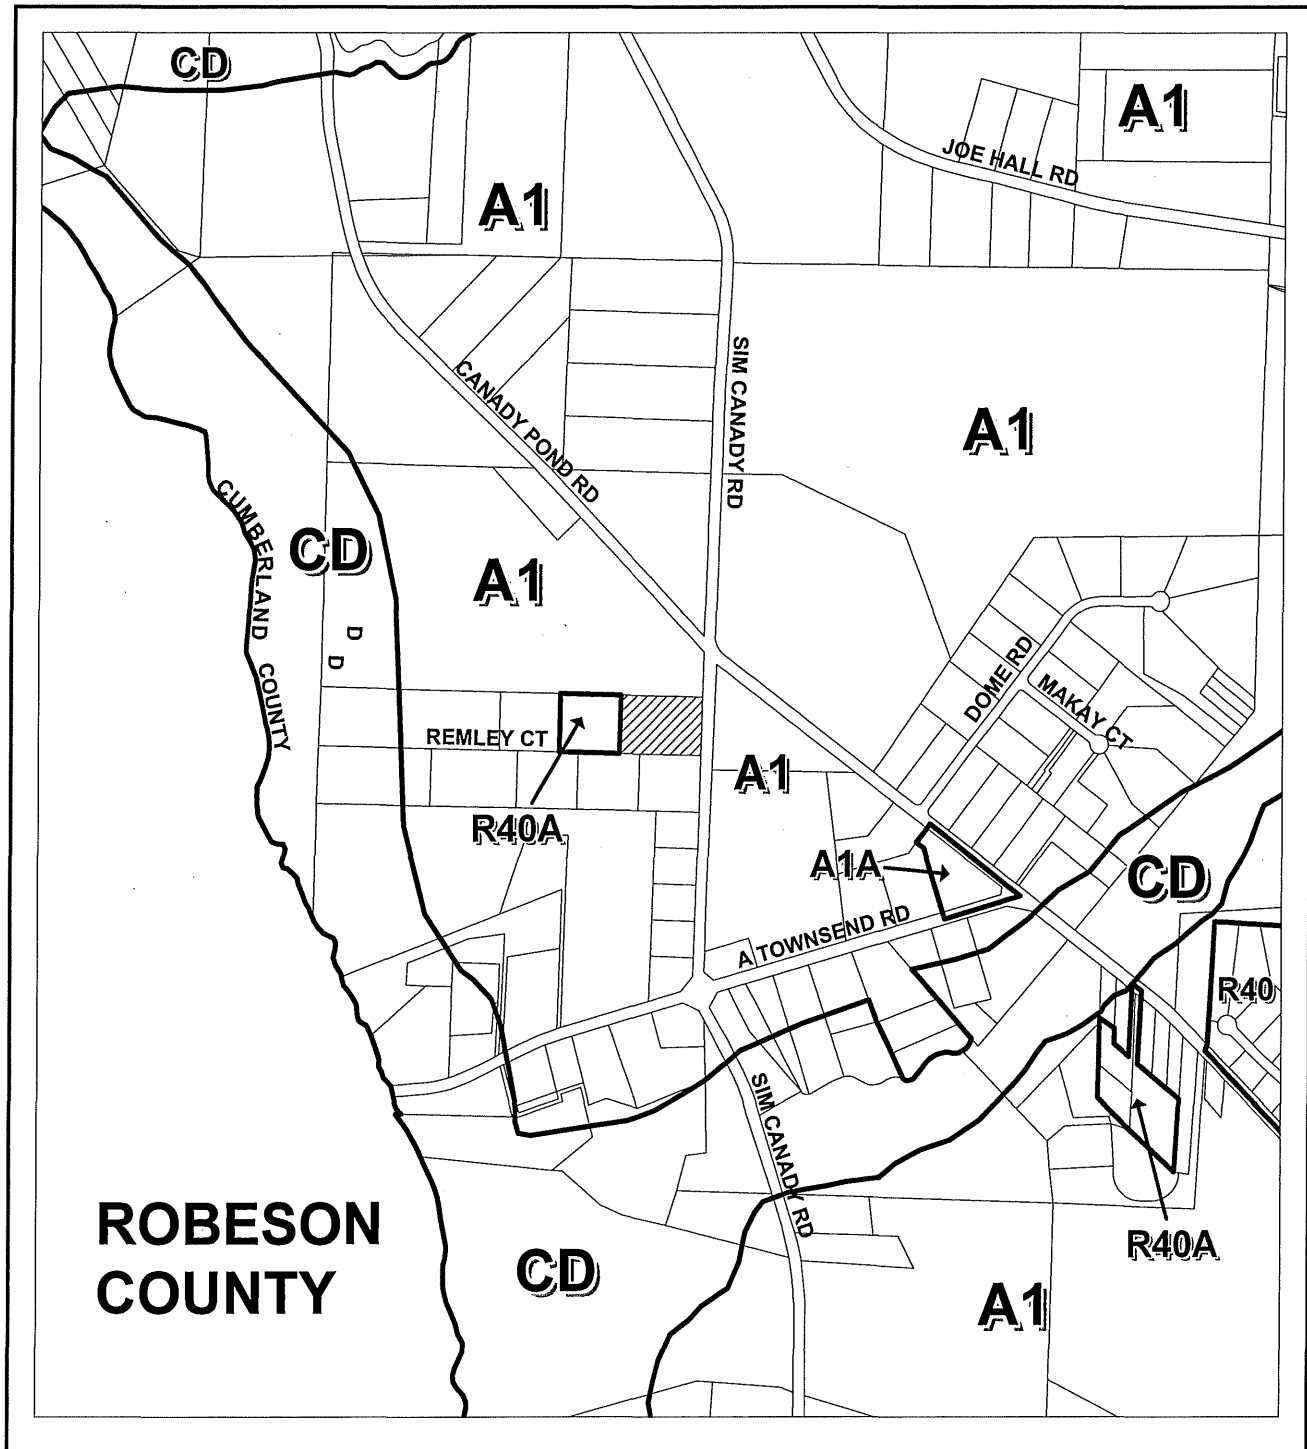 CD
A1
A1
JOE HALL RD
SIM CANADY RD
CANADY POND RD
A1
CUMBERLAND COUNTY
CD
A1
D
D
DOME RD
MAKAY CT
REMLEY CT
A1
R40A
A1A
CD
A TOWNSEND RD
R40
SIM CANADY RD
ROBESON
COUNTY
CD
R40A
A1